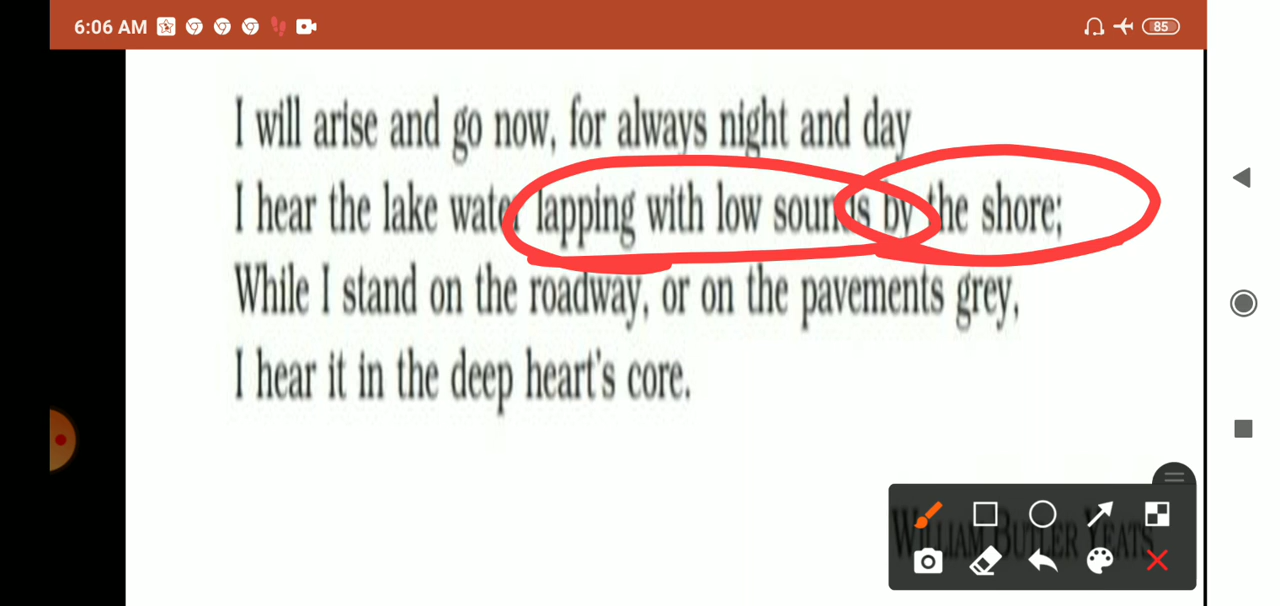 6:06 AM
85
I will arise and go now, for always night and day
I hear the lake water lapping with low sounds by the shore;
While I stand on the roadway, or on the pavements grey,
I hear it in the deep heart's core.
WILLIAM BUTLER YEATS